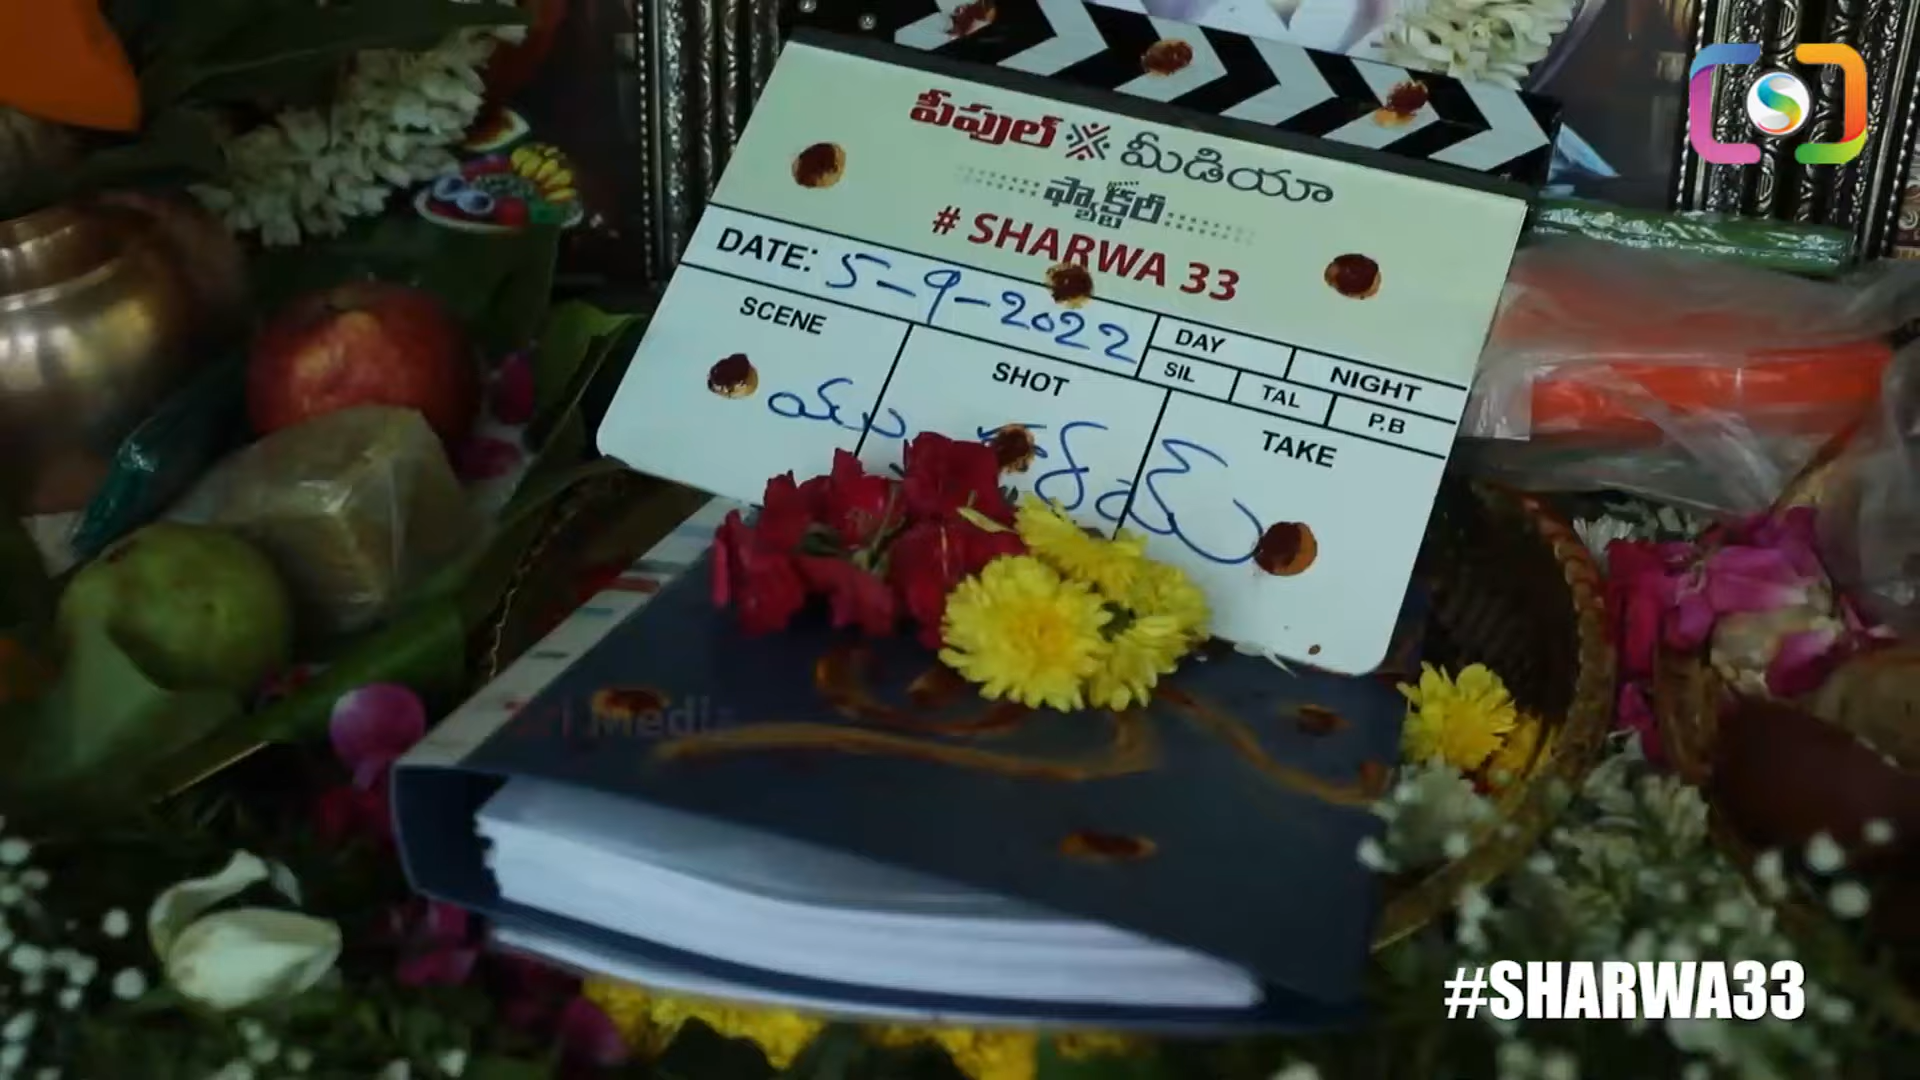 పీపుల్ మీడియా
ఫ్యాక్టరీ
# SHARWA 33
DATE: 5-9-2022
DAY
NIGHT
SIL
TAL
P.B
SCENE
SHOT
TAKE
#SHARWA33
S